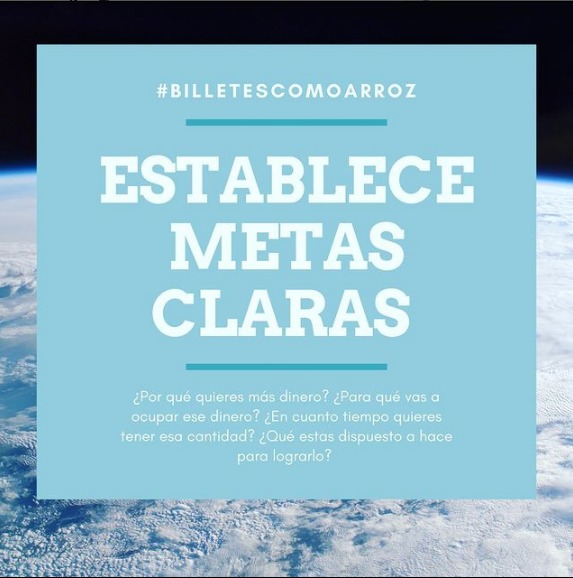 #BILLETESCOMOARROZ
ESTABLECE
METAS
CLARAS
¿Por qué quieres más dinero? ¿Para qué vas a
ocupar ese dinero? ¿En cuanto tiempo quieres
tener esa cantidad? ¿Qué estas dispuesto a hace
para lograrlo?